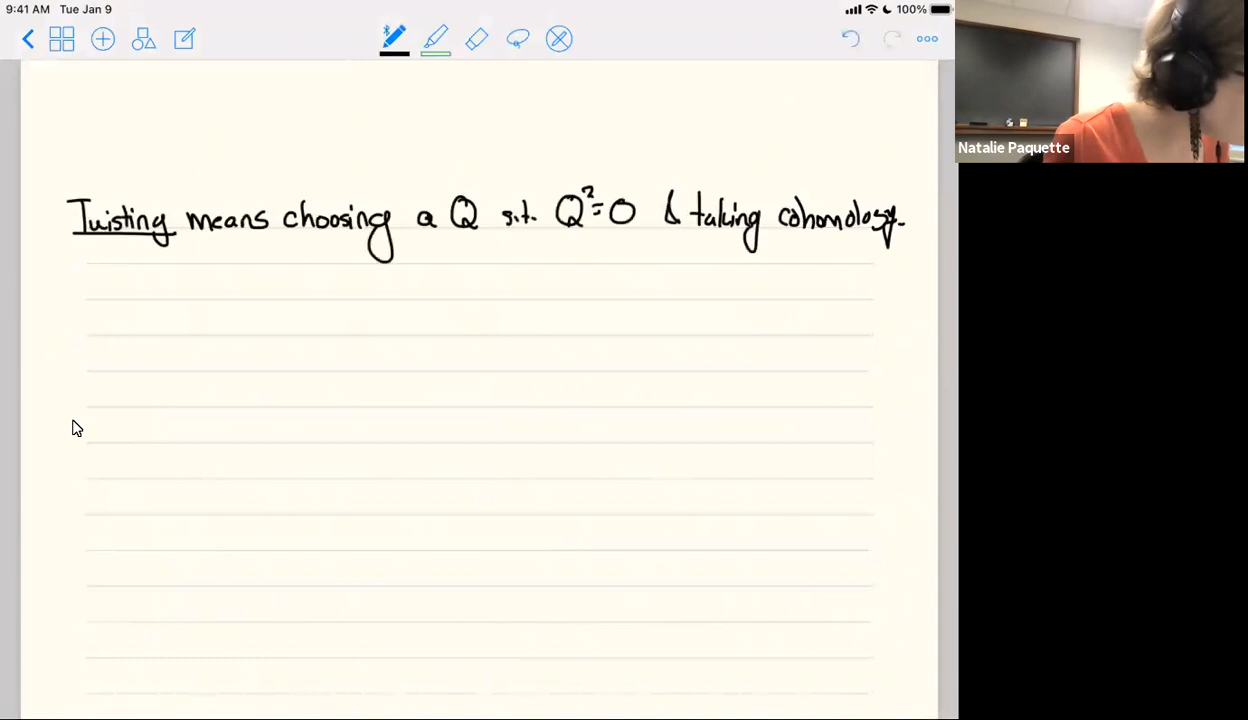 9:41 AM Tue Jan 9 100%
Natalie Paquette
Twisting means choosing a Q s.t. Q²=0 & taking cohomology.